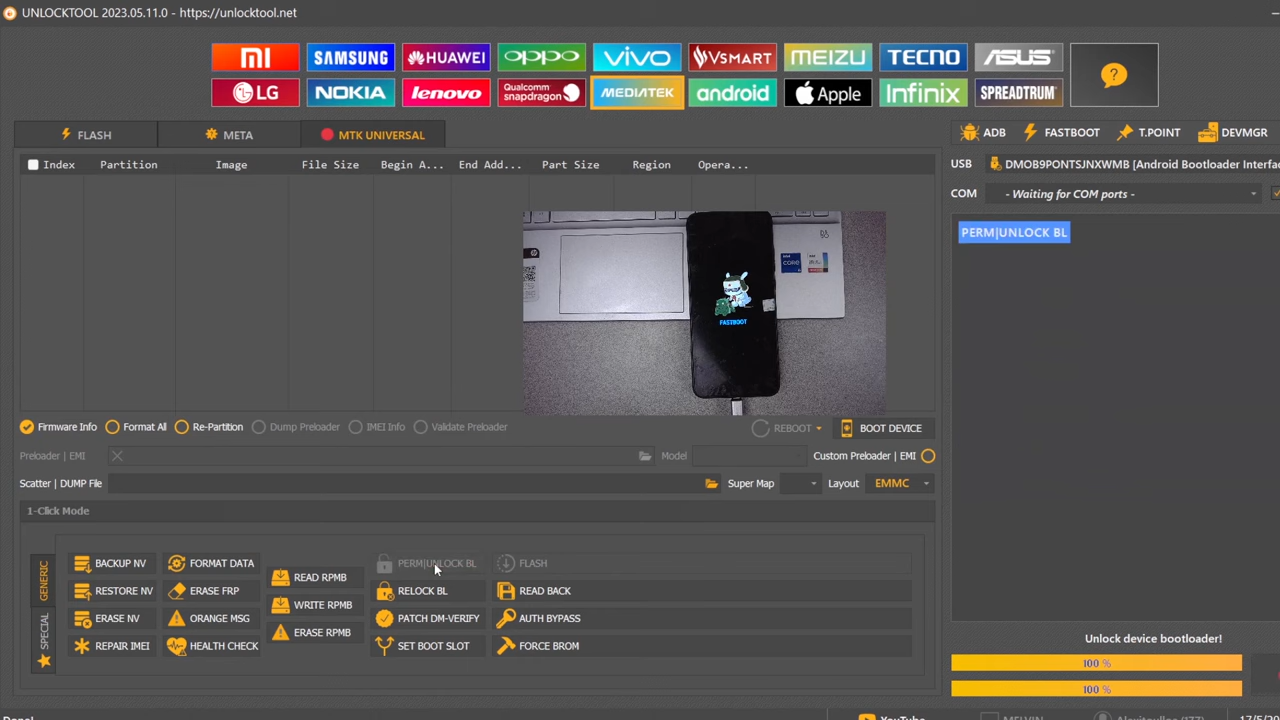 UNLOCKTOOL 2023.05.11.0 - https://unlocktool.net
MI SAMSUNG HUAWEI oppo vivo VSMART MEIZU TECNO ASUS ?
LG NOKIA lenovo Qualcomm snapdragon MEDIATEK android Apple Infinix SPREADTRUM
FLASH META MTK UNIVERSAL
ADB FASTBOOT T.POINT DEVMGR
Index Partition Image File Size Begin A... End Add... Part Size Region Opera...
USB DMOB9PONTSJNXWMB [Android Bootloader Interfac
COM - Waiting for COM ports -
PERM|UNLOCK BL
FASTBOOT
Firmware Info Format All Re-Partition Dump Preloader IMEI Info Validate Preloader REBOOT BOOT DEVICE
Preloader | EMI Model Custom Preloader | EMI
Scatter | DUMP File Super Map Layout EMMC
1-Click Mode
GENERIC
SPECIAL
BACKUP NV FORMAT DATA READ RPMB PERM|UNLOCK BL FLASH
RESTORE NV ERASE FRP WRITE RPMB RELOCK BL READ BACK
ERASE NV ORANGE MSG ERASE RPMB PATCH DM-VERIFY AUTH BYPASS
REPAIR IMEI HEALTH CHECK SET BOOT SLOT FORCE BROM
Unlock device bootloader!
100 %
100 %